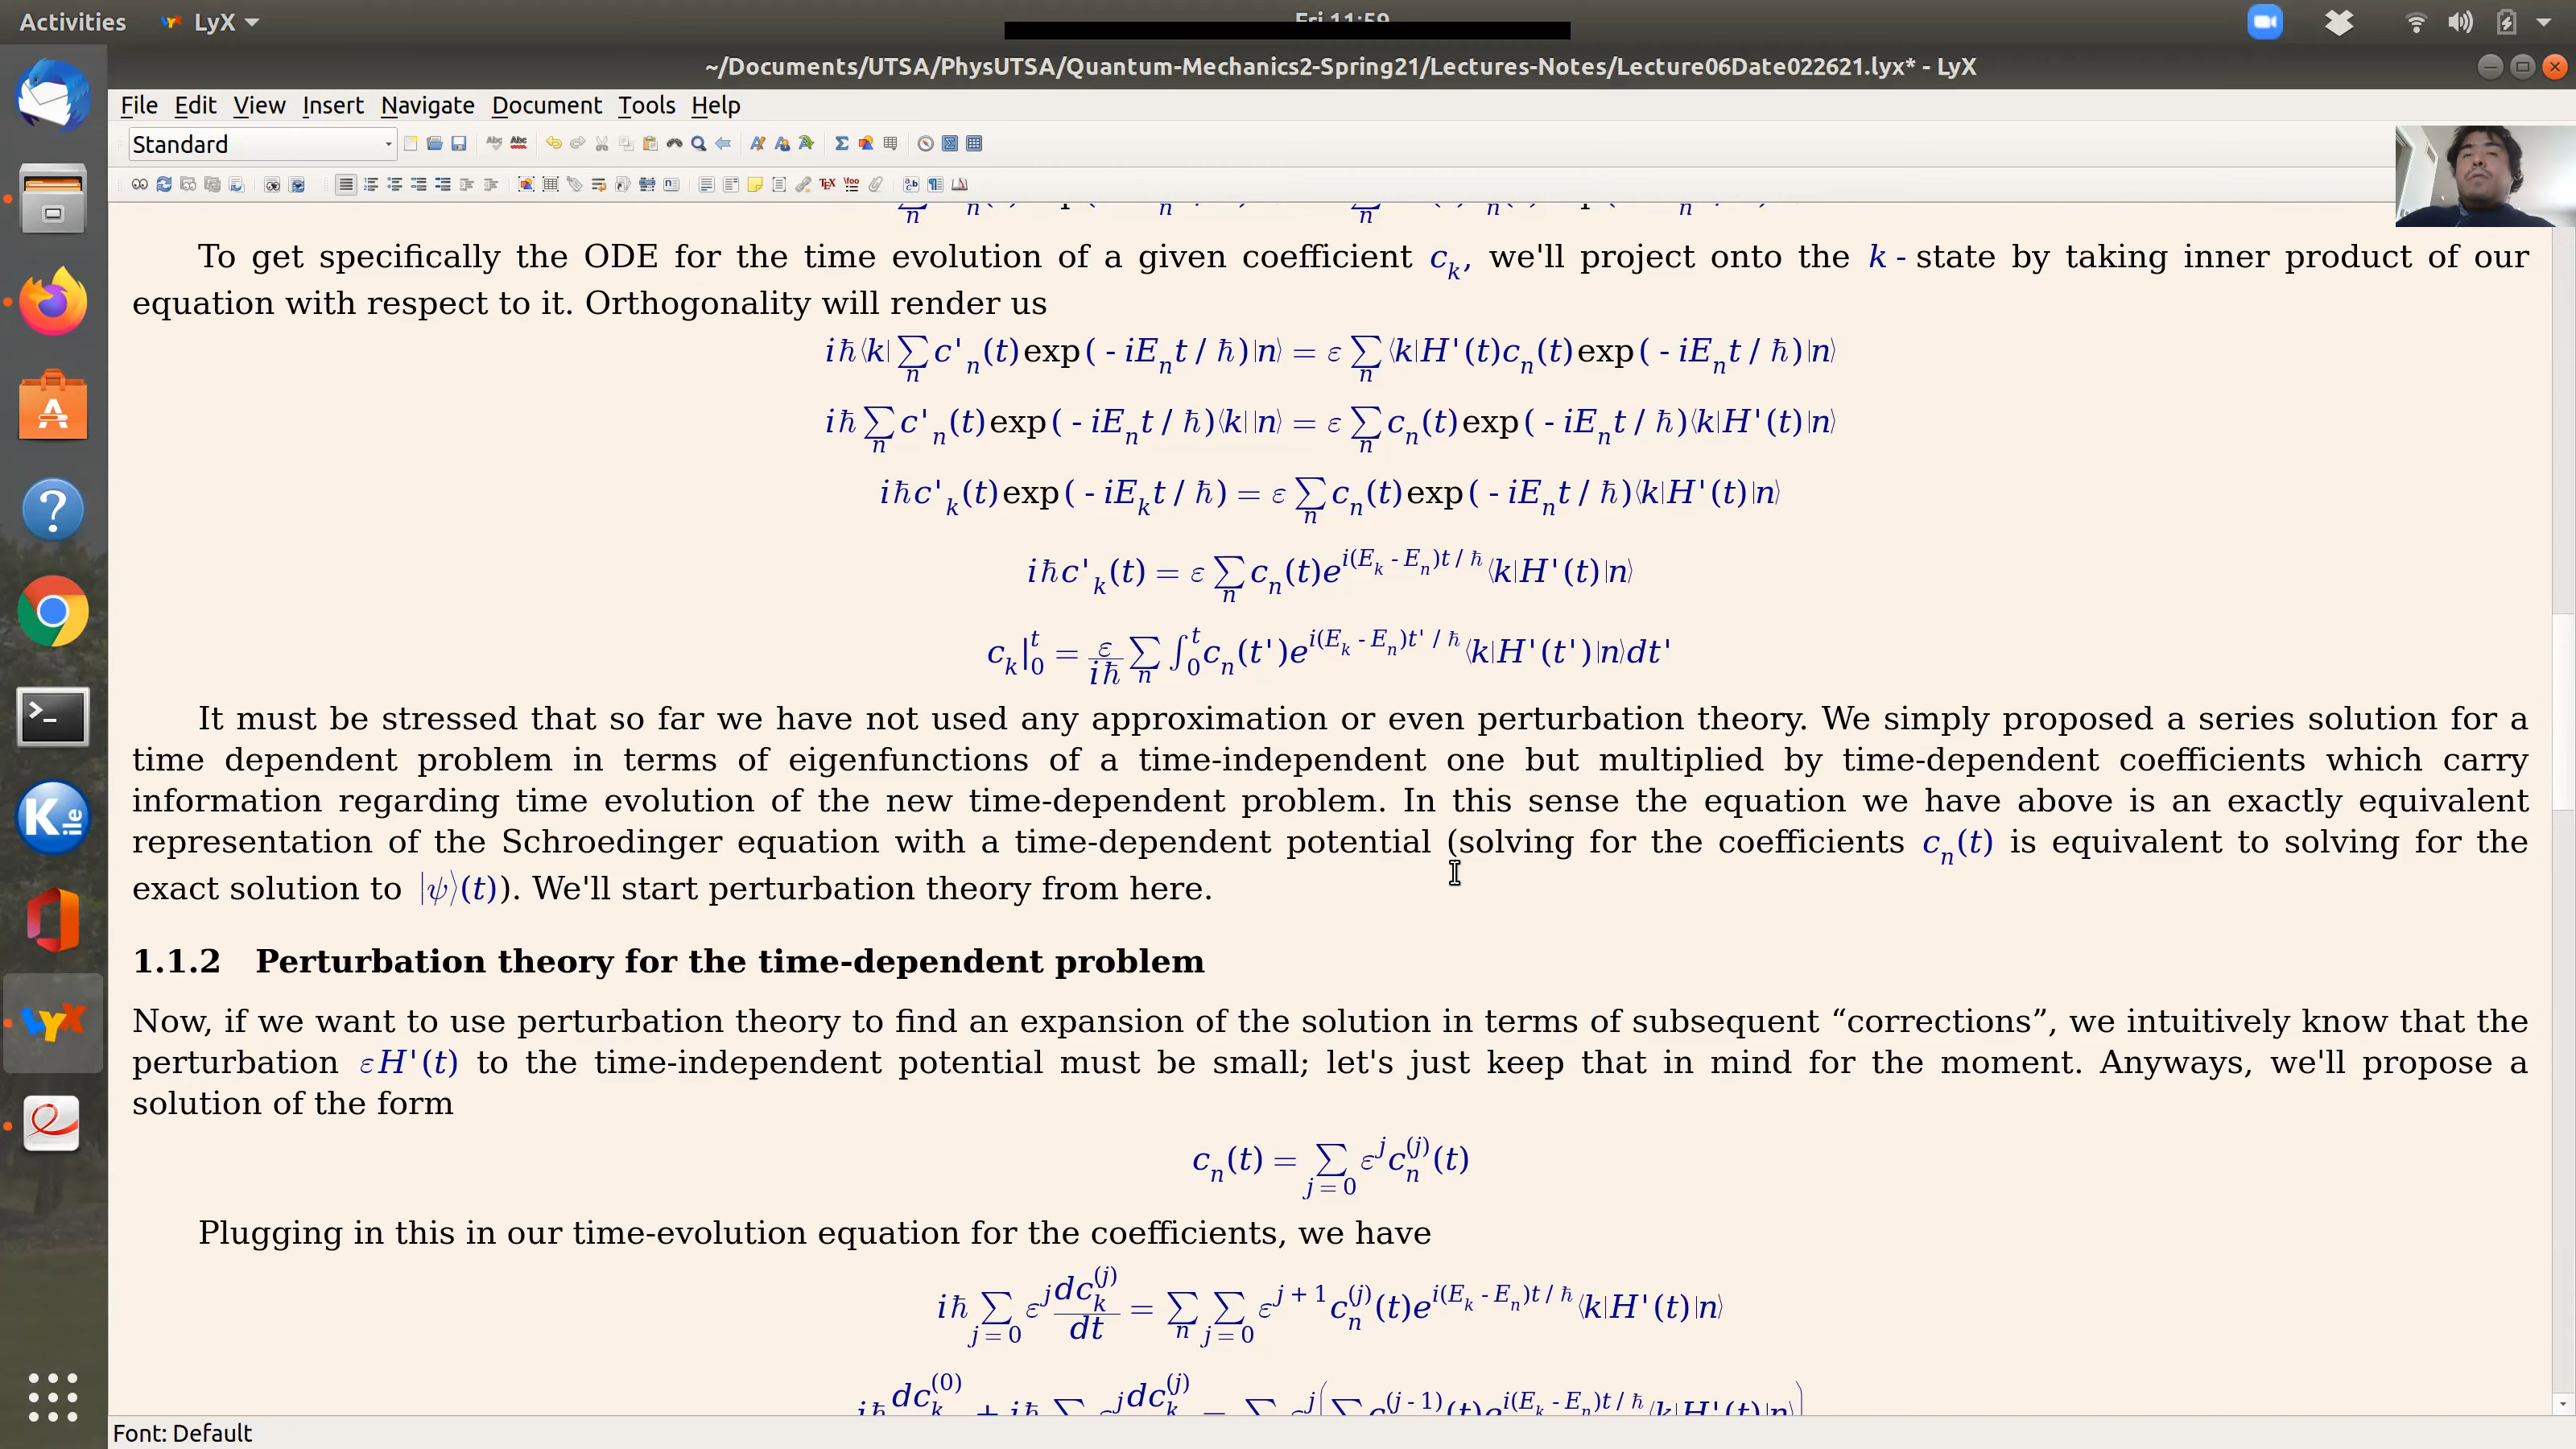 Activities LyX Fri 11:59
~/Documents/UTSA/PhysUTSA/Quantum-Mechanics2-Spring21/Lectures-Notes/Lecture06Date022621.lyx* - LyX
File Edit View Insert Navigate Document Tools Help
Standard
To get specifically the ODE for the time evolution of a given coefficient c_k, we'll project onto the k - state by taking inner product of our
equation with respect to it. Orthogonality will render us
iℏ⟨k|∑_n c'_n(t)exp( - iE_n t / ℏ)|n⟩ = ε ∑_n ⟨k|H'(t)c_n(t)exp( - iE_n t / ℏ)|n⟩
iℏ∑_n c'_n(t)exp( - iE_n t / ℏ)⟨k||n⟩ = ε ∑_n c_n(t)exp( - iE_n t / ℏ)⟨k|H'(t)|n⟩
iℏc'_k(t)exp( - iE_k t / ℏ) = ε ∑_n c_n(t)exp( - iE_n t / ℏ)⟨k|H'(t)|n⟩
iℏc'_k(t) = ε ∑_n c_n(t)e^{i(E_k - E_n)t / ℏ}⟨k|H'(t)|n⟩
c_k|_0^t = ε/iℏ ∑_n ∫_0^t c_n(t')e^{i(E_k - E_n)t' / ℏ}⟨k|H'(t')|n⟩dt'
It must be stressed that so far we have not used any approximation or even perturbation theory. We simply proposed a series solution for a
time dependent problem in terms of eigenfunctions of a time-independent one but multiplied by time-dependent coefficients which carry
information regarding time evolution of the new time-dependent problem. In this sense the equation we have above is an exactly equivalent
representation of the Schroedinger equation with a time-dependent potential (solving for the coefficients c_n(t) is equivalent to solving for the
exact solution to |ψ⟩(t)). We'll start perturbation theory from here.
1.1.2 Perturbation theory for the time-dependent problem
Now, if we want to use perturbation theory to find an expansion of the solution in terms of subsequent “corrections”, we intuitively know that the
perturbation εH'(t) to the time-independent potential must be small; let's just keep that in mind for the moment. Anyways, we'll propose a
solution of the form
c_n(t) = ∑_{j = 0} ε^j c_n^{(j)}(t)
Plugging in this in our time-evolution equation for the coefficients, we have
iℏ∑_{j = 0} ε^j dc_k^{(j)}/dt = ∑_n ∑_{j = 0} ε^{j + 1} c_n^{(j)}(t)e^{i(E_k - E_n)t / ℏ}⟨k|H'(t)|n⟩
Font: Default